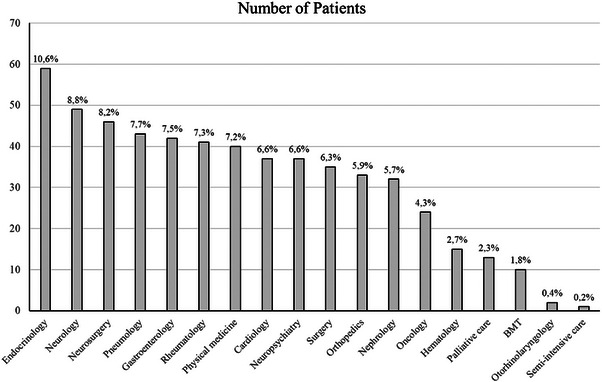 Number of Patients
70
60
50
40
30
20
10
0
10,6%
8,8%
8,2%
7,7%
7,5%
7,3%
7,2%
6,6%
6,6%
6,3%
5,9%
5,7%
4,3%
2,7%
2,3%
1,8%
0,4%
0,2%
Endocrinology
Neurology
Neurosurgery
Pneumology
Gastroenterology
Rheumatology
Physical medicine
Cardiology
Neuropsychiatry
Surgery
Orthopedics
Nephrology
Oncology
Hematology
Palliative care
BMT
Otorhindolaryngology
Semi-intensive care